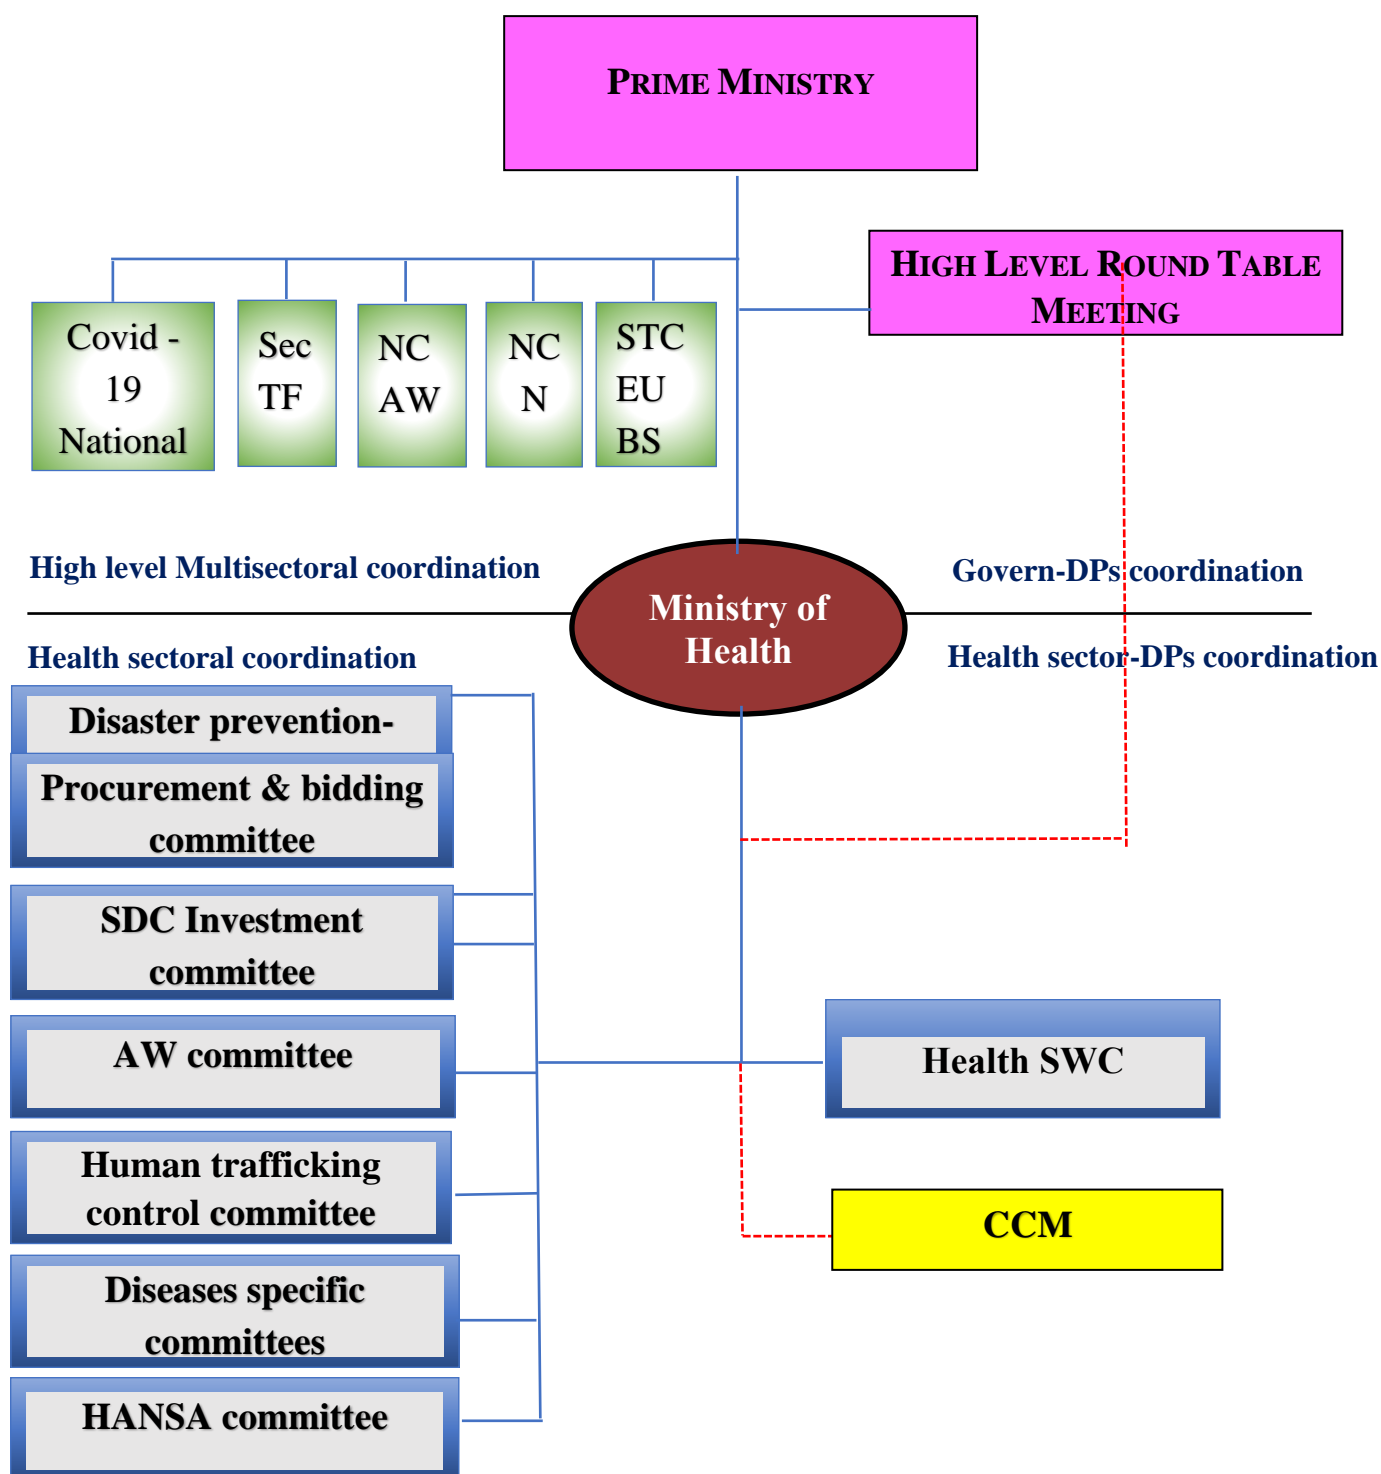 PRIME MINISTRY
HIGH LEVEL ROUND TABLE
MEETING
Covid -
19
National
Sec
TF
NC
AW
NC
N
STC
EU
BS
High level Multisectoral coordination
Govern-DPs coordination
Ministry of
Health
Health sectoral coordination
Health sector-DPs coordination
Disaster prevention-
Procurement & bidding
committee
SDC Investment
committee
AW committee
Health SWC
Human trafficking
control committee
CCM
Diseases specific
committees
HANSA committee